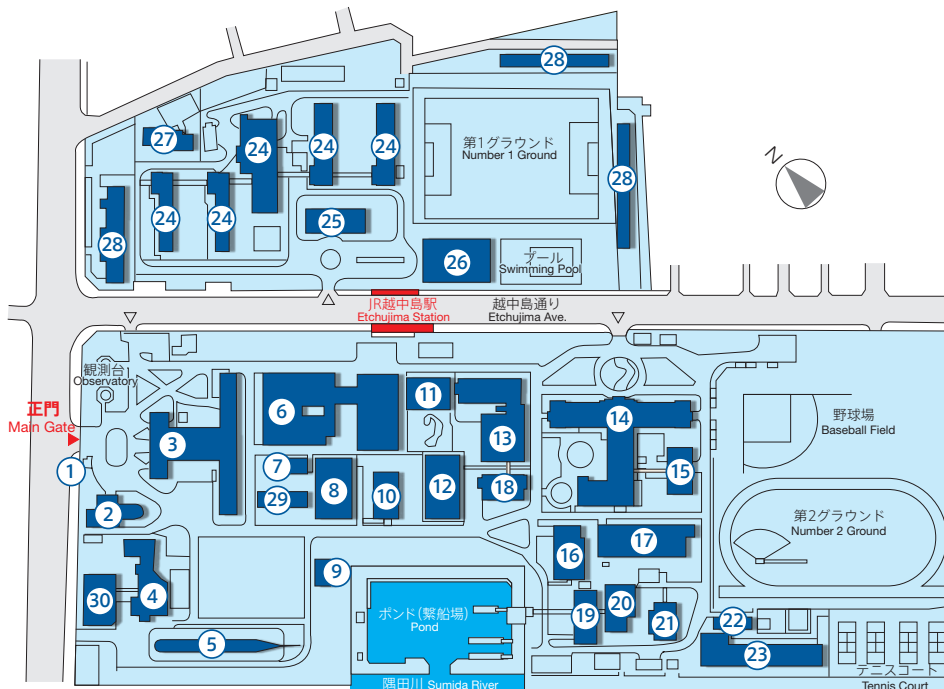 28
27
24
24
24
第1グラウンド
Number 1 Ground
N
28
24
24
25
28
26
プール
Swimming Pool
JR越中島駅
Etchujima Station
越中島通り
Etchujima Ave.
観測台
Observatory
正門
Main Gate
1
2
3
6
11
13
14
野球場
Baseball Field
7
29
8
10
12
18
15
第2グラウンド
Number 2 Ground
16
17
30
4
9
5
ポンド(繋船場)
Pond
19
20
21
22
23
隅田川 Sumida River
テニスコート
Tennis Court